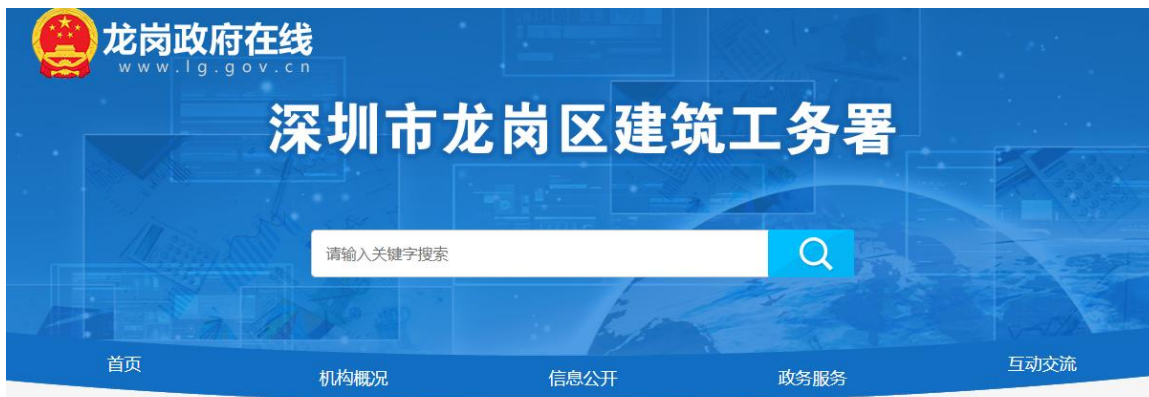 龙岗政府在线
www.lg.gov.cn
深圳市龙岗区建筑工务署
请输入关键字搜索
首页
机构概况
信息公开
政务服务
互动交流